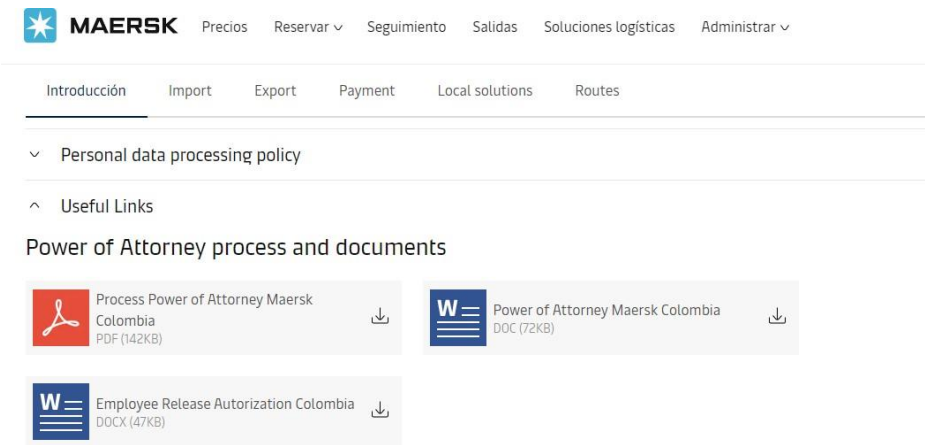 MAERSK Precios Reservar Seguimiento Salidas Soluciones logísticas Administrar
Introducción Import Export Payment Local solutions Routes
Personal data processing policy
Useful Links
Power of Attorney process and documents
Process Power of Attorney Maersk
Colombia
PDF (142KB)
W
Power of Attorney Maersk Colombia
DOC (72KB)
W
Employee Release Autorization Colombia
DOCX (47KB)